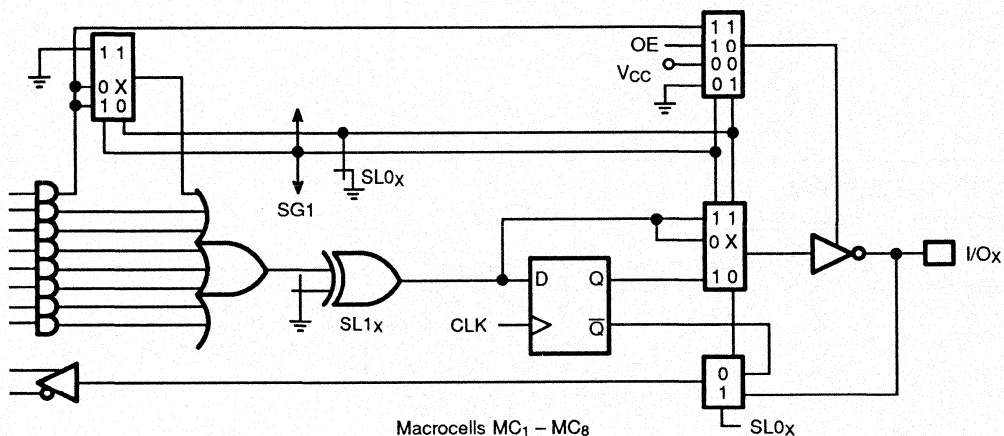 1 1
0 X
1 0
1 1
1 0
0 0
0 1
OE
VCC
SL0X
SG1
1 1
0 X
1 0
I/OX
D Q
CLK Q̅
SL1X
0
1
SL0X
Macrocells MC1 – MC8